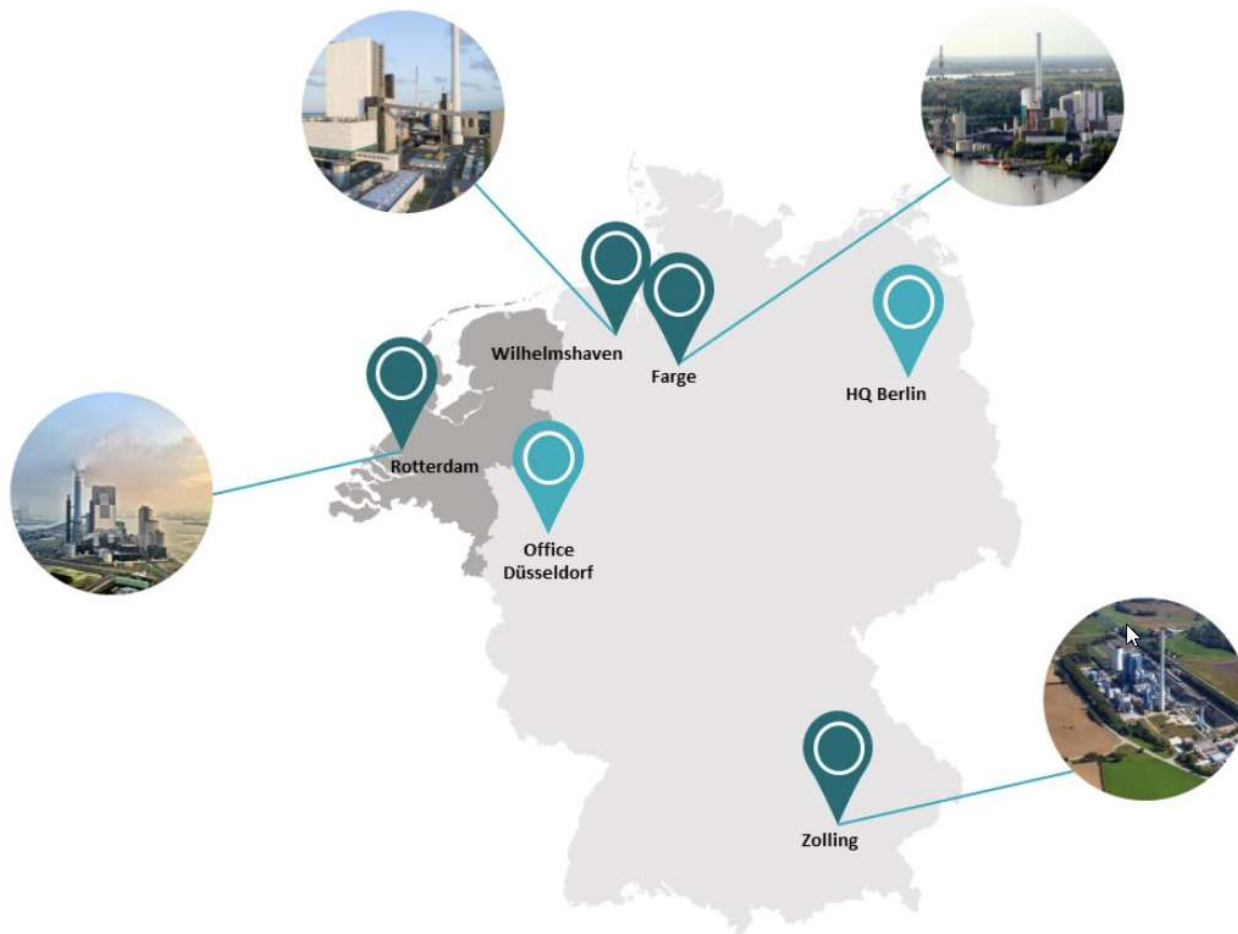 Wilhelmshaven
Farge
HQ Berlin
Rotterdam
Office
Düsseldorf
Zolling